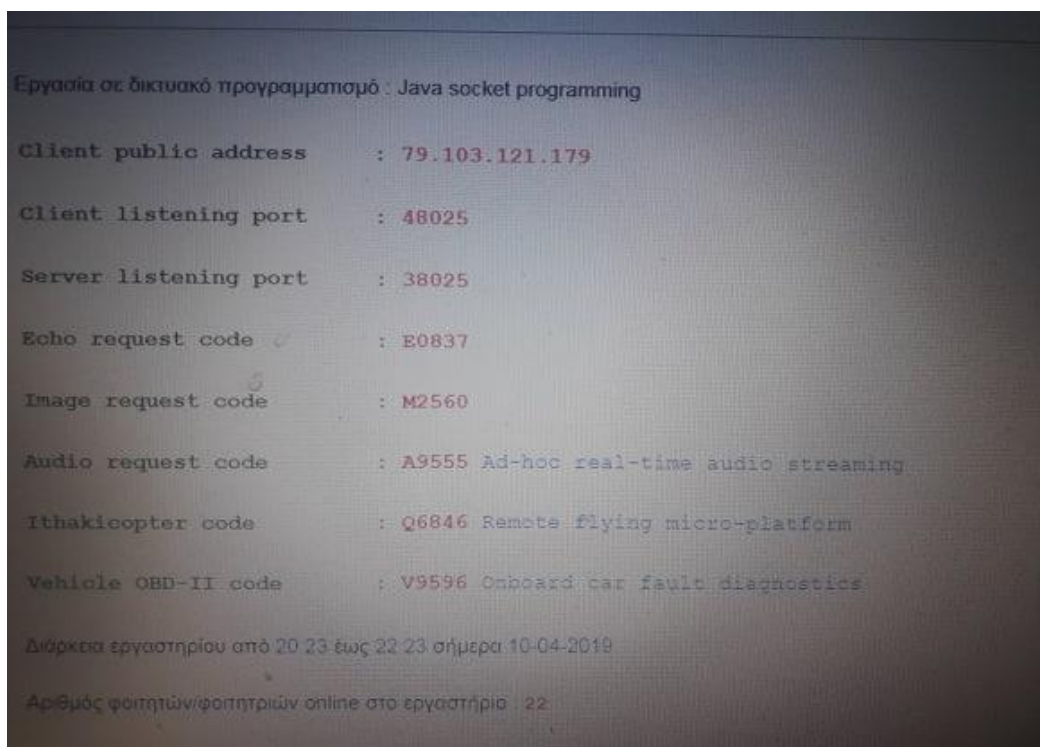 Εργασία σε δικτυακό προγραμματισμό : Java socket programming
Client public address : 79.103.121.179
Client listening port : 48025
Server listening port : 38025
Echo request code : E0837
Image request code : M2560
Audio request code : A9555 Ad-hoc real-time audio streaming
Ithakicopter code : Q6846 Remote flying micro-platform
Vehicle OBD-II code : V9596 Onboard car fault diagnostics
Διάρκεια εργαστηρίου από 20:23 έως 22:23 σήμερα 10-04-2019
Αριθμός φοιτητών/φοιτητριών online στο εργαστήριο : 22